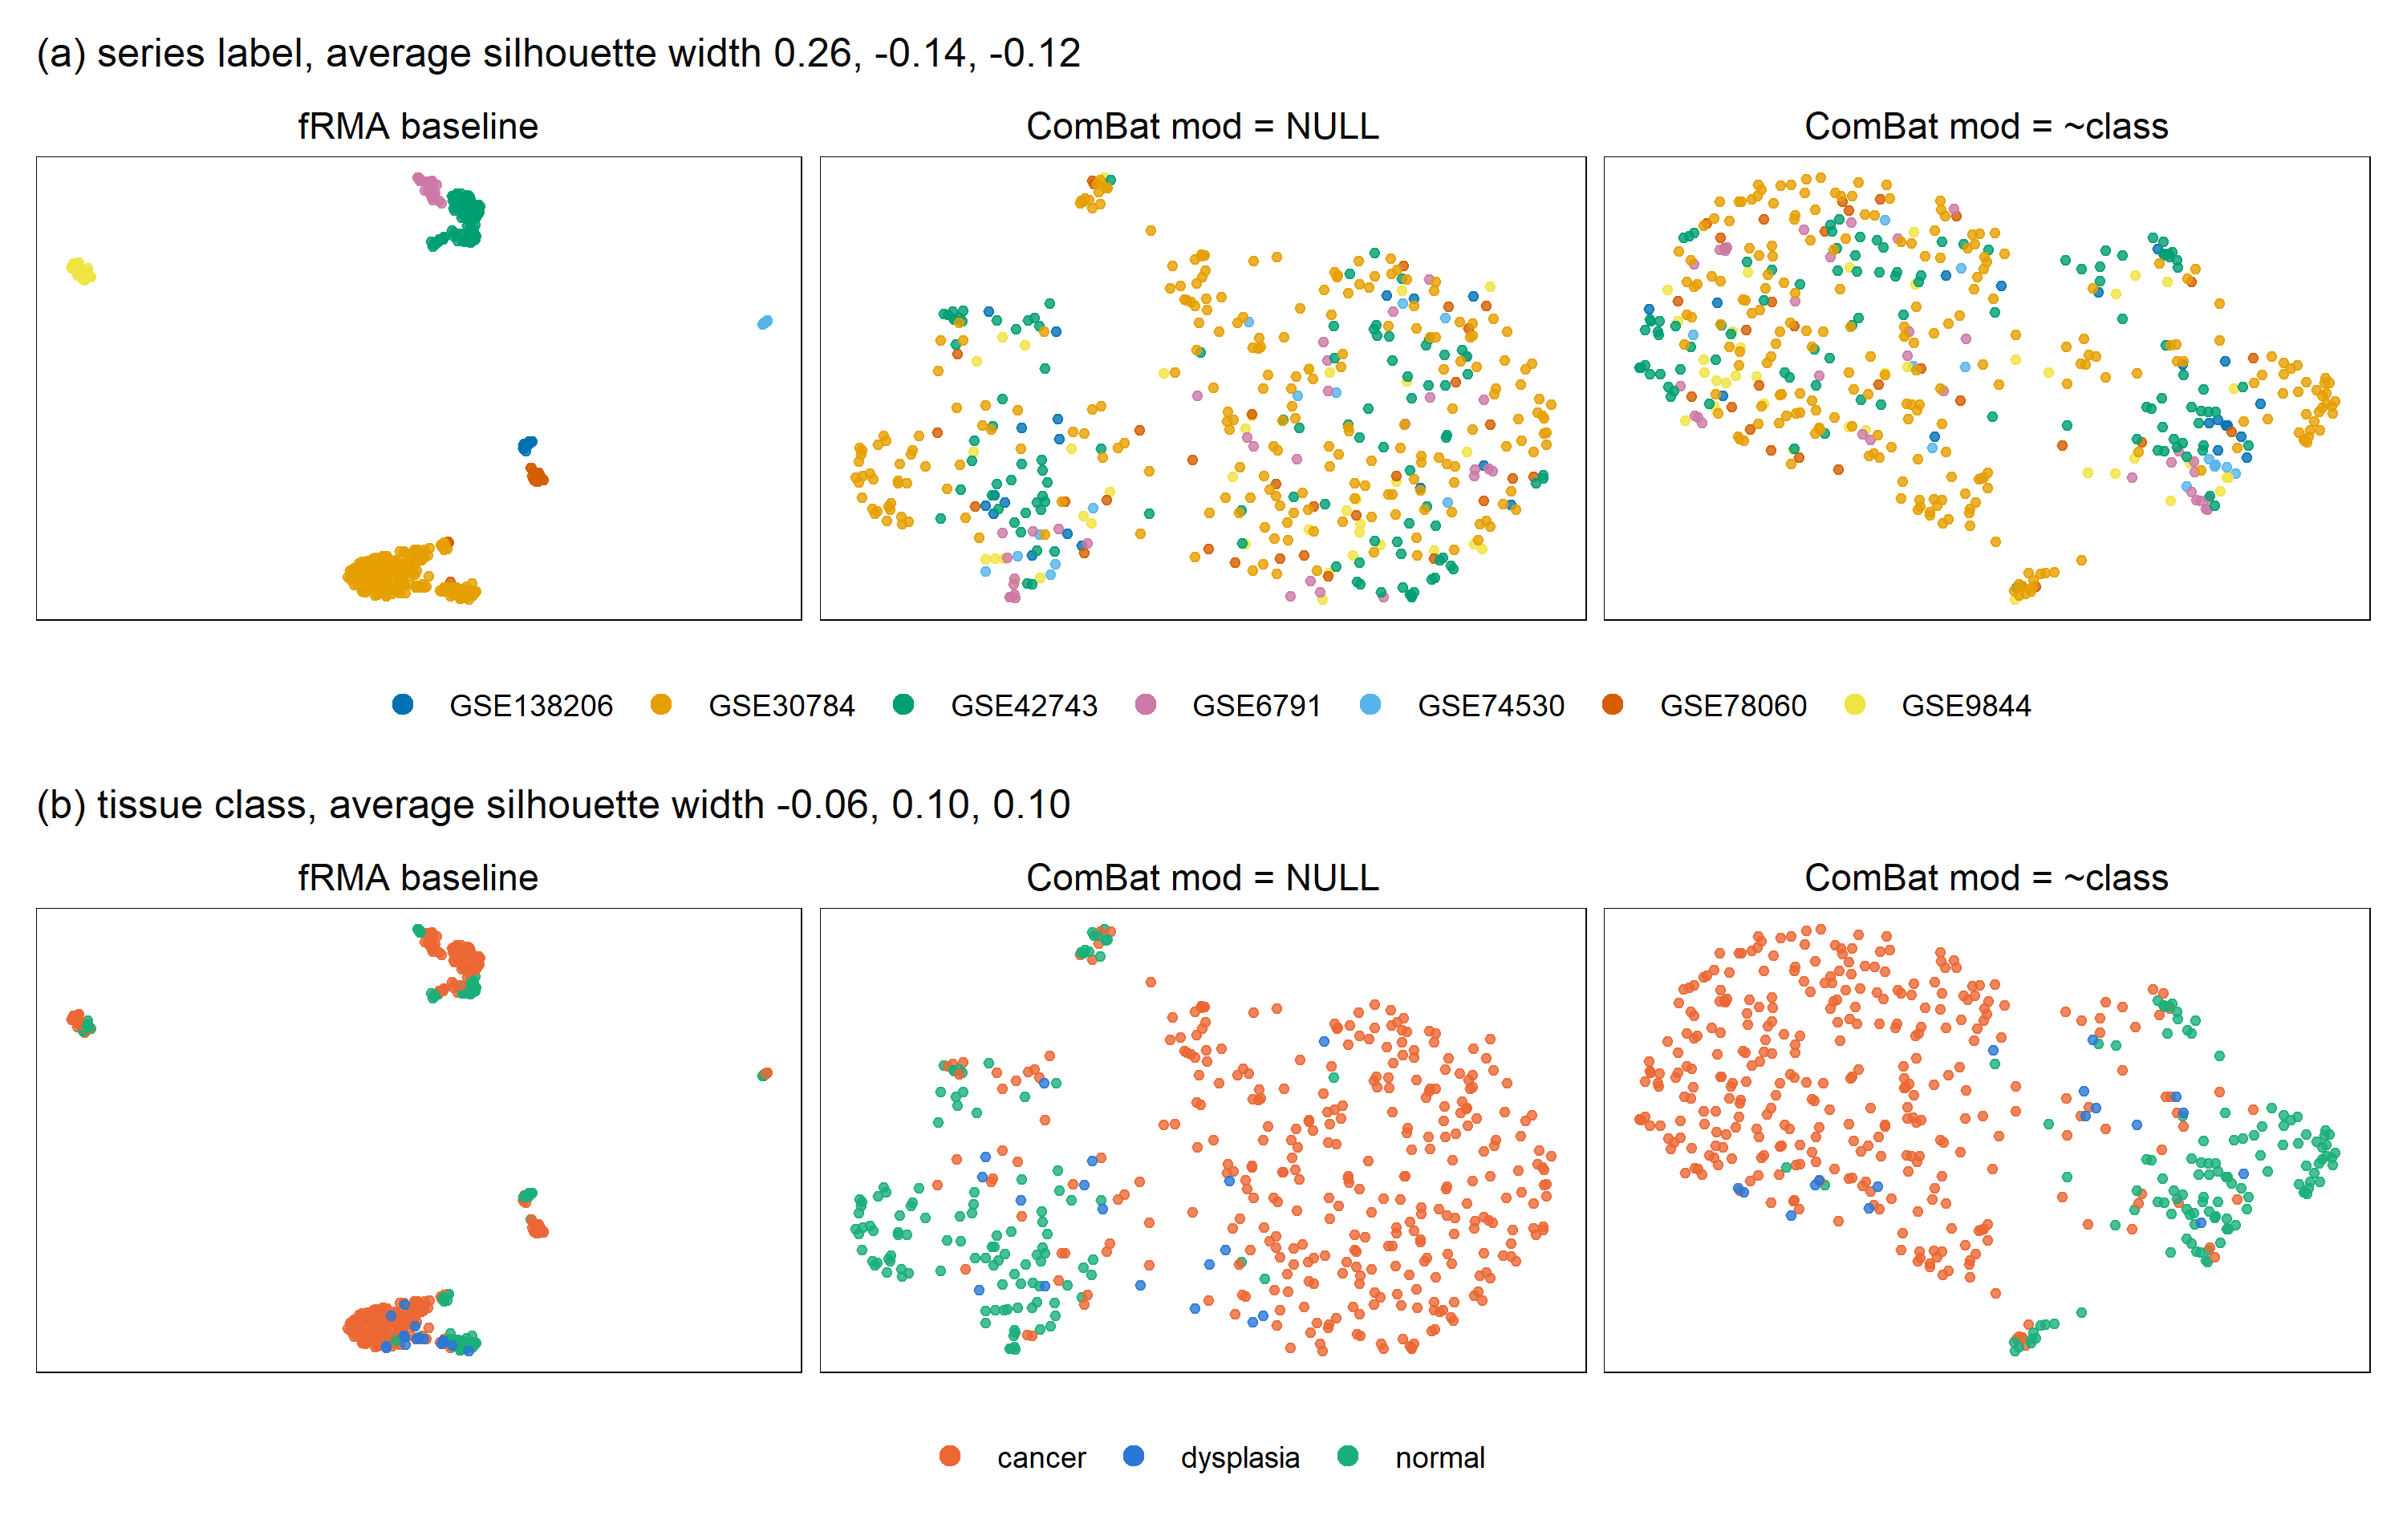 (a) series label, average silhouette width 0.26, -0.14, -0.12
fRMA baseline
ComBat mod = NULL
ComBat mod = ~class
GSE138206 GSE30784 GSE42743 GSE6791 GSE74530 GSE78060 GSE9844
(b) tissue class, average silhouette width -0.06, 0.10, 0.10
fRMA baseline
ComBat mod = NULL
ComBat mod = ~class
cancer dysplasia normal